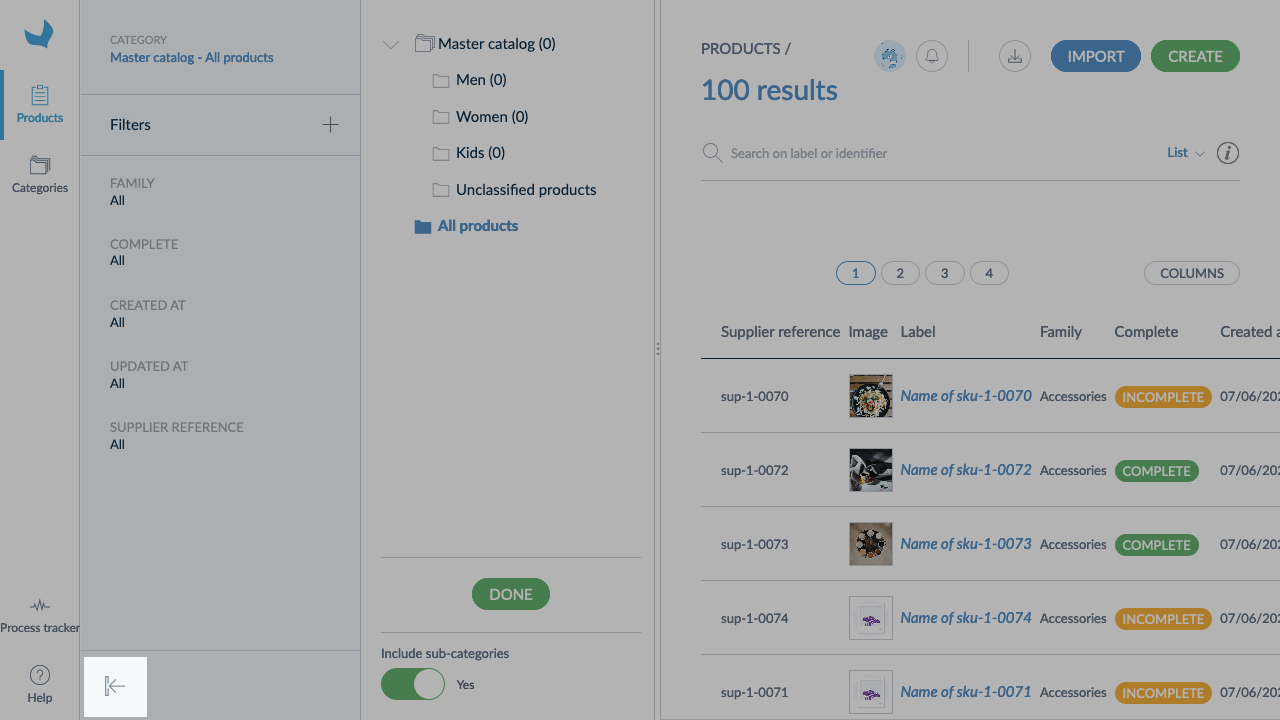 Products
Categories
Process tracker
Help
CATEGORY
Master catalog - All products
Filters
FAMILY
All
COMPLETE
All
CREATED AT
All
UPDATED AT
All
SUPPLIER REFERENCE
All
Master catalog (0)
Men (0)
Women (0)
Kids (0)
Unclassified products
All products
DONE
Include sub-categories
Yes
PRODUCTS /
IMPORT
CREATE
100 results
Search on label or identifier
List
i
1 2 3 4
COLUMNS
Supplier reference Image Label Family Complete Created a
sup-1-0070 Name of sku-1-0070 Accessories INCOMPLETE 07/06/202
sup-1-0072 Name of sku-1-0072 Accessories COMPLETE 07/06/202
sup-1-0073 Name of sku-1-0073 Accessories COMPLETE 07/06/202
sup-1-0074 Name of sku-1-0074 Accessories INCOMPLETE 07/06/202
sup-1-0071 Name of sku-1-0071 Accessories INCOMPLETE 07/06/202